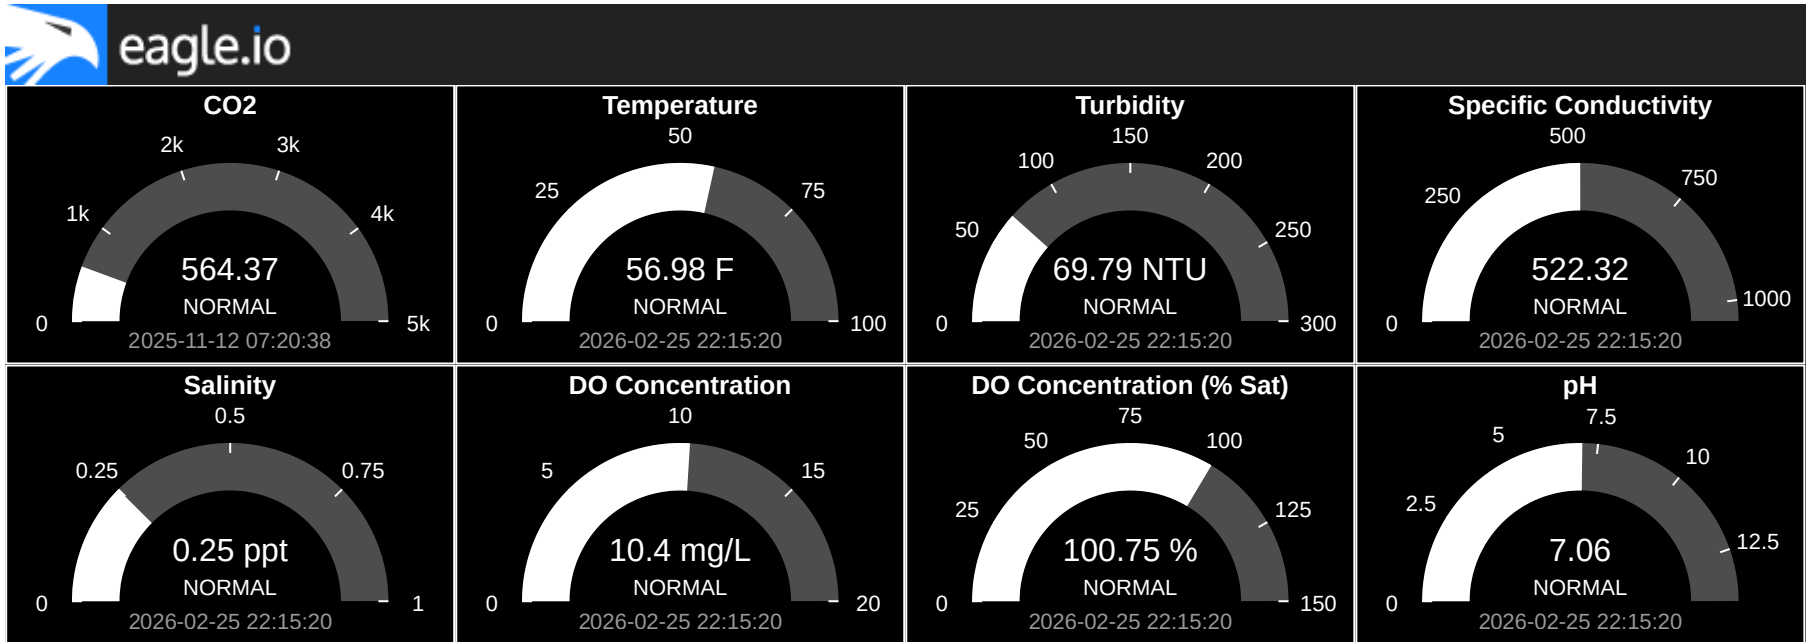 eagle.io
CO2
0
1k
2k
3k
4k
5k
564.37
NORMAL
2025-11-12 07:20:38
Temperature
0
25
50
75
100
56.98 F
NORMAL
2026-02-25 22:15:20
Turbidity
0
50
100
150
200
250
300
69.79 NTU
NORMAL
2026-02-25 22:15:20
Specific Conductivity
0
250
500
750
1000
522.32
NORMAL
2026-02-25 22:15:20
Salinity
0
0.25
0.5
0.75
1
0.25 ppt
NORMAL
2026-02-25 22:15:20
DO Concentration
0
5
10
15
20
10.4 mg/L
NORMAL
2026-02-25 22:15:20
DO Concentration (% Sat)
0
25
50
75
100
125
150
100.75 %
NORMAL
2026-02-25 22:15:20
pH
0
2.5
5
7.5
10
12.5
7.06
NORMAL
2026-02-25 22:15:20